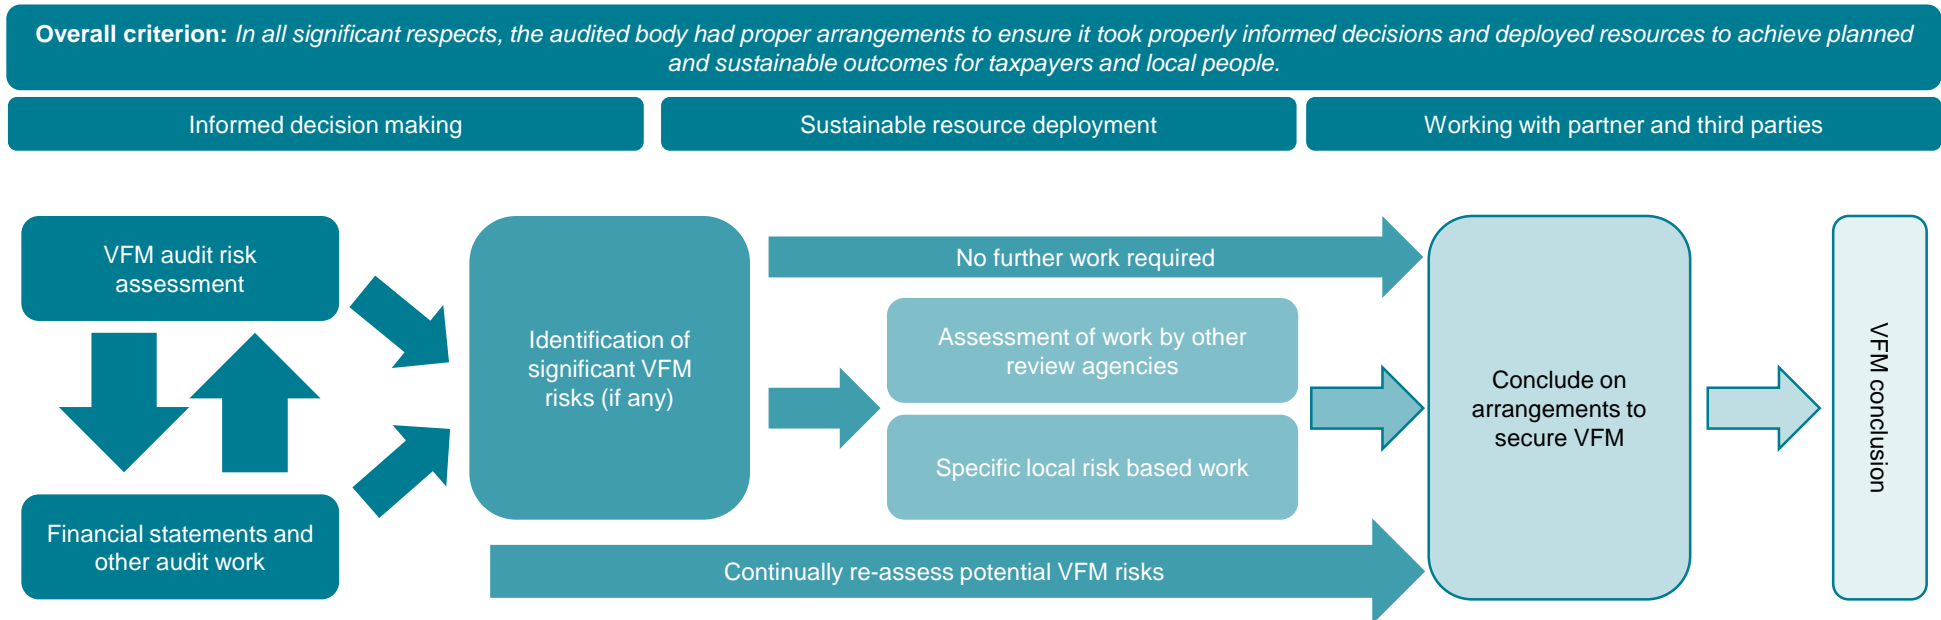 Overall criterion: In all significant respects, the audited body had proper arrangements to ensure it took properly informed decisions and deployed resources to achieve planned
and sustainable outcomes for taxpayers and local people.
Informed decision making
Sustainable resource deployment
Working with partner and third parties
VFM audit risk
assessment
Financial statements and
other audit work
Identification of
significant VFM
risks (if any)
No further work required
Assessment of work by other
review agencies
Specific local risk based work
Continually re-assess potential VFM risks
Conclude on
arrangements to
secure VFM
VFM conclusion